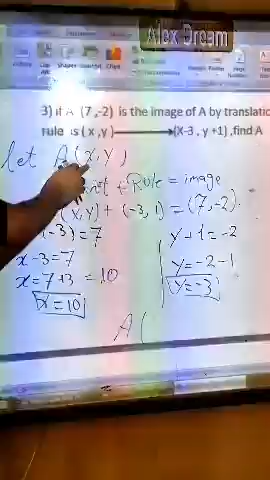 Alex Dream
3) if A (7,-2) is the image of A by translatio
rule is (x,y) (X-3, y+1), find A
let A(x,y)
+ Rule = image
(x,y) + (-3,1) = (7,-2)
-3) = 7
y+1=-2
x-3=7
y=-2-1
x=7+3=10
y=-3
x=10
A(